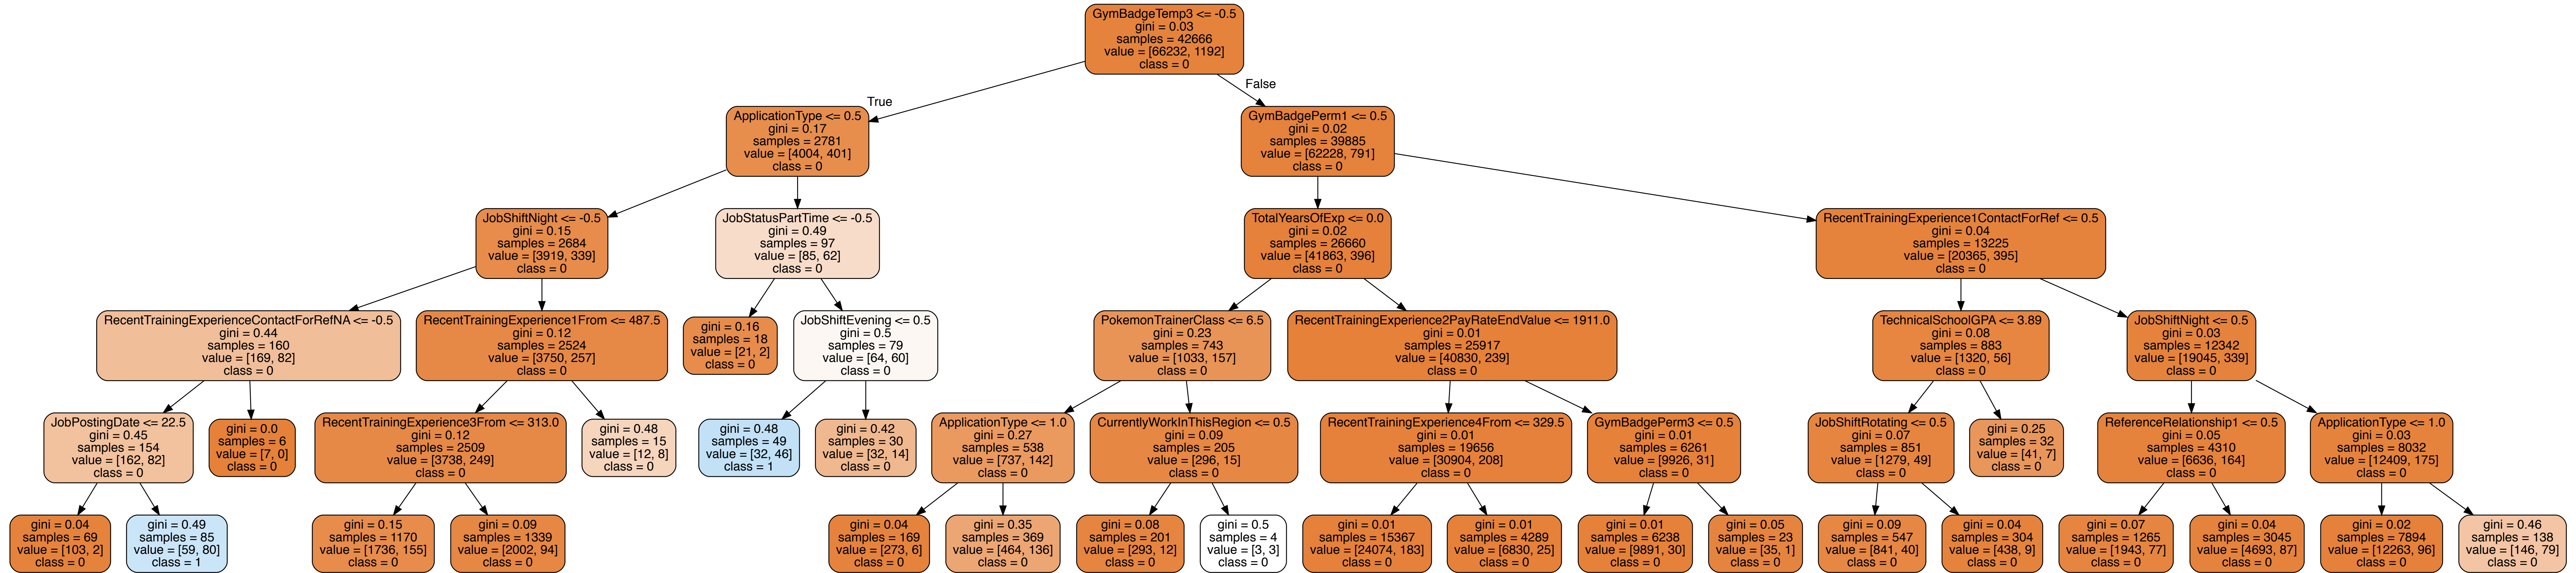 GymBadgeTemp3 <= -0.5
gini = 0.03
samples = 42666
value = [66232, 1192]
class = 0
True
False
ApplicationType <= 0.5
gini = 0.17
samples = 2781
value = [4004, 401]
class = 0
GymBadgePerm1 <= 0.5
gini = 0.02
samples = 39885
value = [62228, 791]
class = 0
JobShiftNight <= -0.5
gini = 0.15
samples = 2684
value = [3919, 339]
class = 0
JobStatusPartTime <= -0.5
gini = 0.49
samples = 97
value = [85, 62]
class = 0
TotalYearsOfExp <= 0.0
gini = 0.02
samples = 26660
value = [41863, 396]
class = 0
RecentTrainingExperience1ContactForRef <= 0.5
gini = 0.04
samples = 13225
value = [20365, 395]
class = 0
RecentTrainingExperienceContactForRefNA <= -0.5
gini = 0.44
samples = 160
value = [169, 82]
class = 0
RecentTrainingExperience1From <= 487.5
gini = 0.12
samples = 2524
value = [3750, 257]
class = 0
gini = 0.16
samples = 18
value = [21, 2]
class = 0
JobShiftEvening <= 0.5
gini = 0.5
samples = 79
value = [64, 60]
class = 0
PokemonTrainerClass <= 6.5
gini = 0.23
samples = 743
value = [1033, 157]
class = 0
RecentTrainingExperience2PayRateEndValue <= 1911.0
gini = 0.01
samples = 25917
value = [40830, 239]
class = 0
TechnicalSchoolGPA <= 3.89
gini = 0.08
samples = 883
value = [1320, 56]
class = 0
JobShiftNight <= 0.5
gini = 0.03
samples = 12342
value = [19045, 339]
class = 0
JobPostingDate <= 22.5
gini = 0.45
samples = 154
value = [162, 82]
class = 0
gini = 0.0
samples = 6
value = [7, 0]
class = 0
RecentTrainingExperience3From <= 313.0
gini = 0.12
samples = 2509
value = [3738, 249]
class = 0
gini = 0.48
samples = 15
value = [12, 8]
class = 0
gini = 0.48
samples = 49
value = [32, 46]
class = 1
gini = 0.42
samples = 30
value = [32, 14]
class = 0
ApplicationType <= 1.0
gini = 0.27
samples = 538
value = [737, 142]
class = 0
CurrentlyWorkInThisRegion <= 0.5
gini = 0.09
samples = 205
value = [296, 15]
class = 0
RecentTrainingExperience4From <= 329.5
gini = 0.01
samples = 19656
value = [30904, 208]
class = 0
GymBadgePerm3 <= 0.5
gini = 0.01
samples = 6261
value = [9926, 31]
class = 0
JobShiftRotating <= 0.5
gini = 0.07
samples = 851
value = [1279, 49]
class = 0
gini = 0.25
samples = 32
value = [41, 7]
class = 0
ReferenceRelationship1 <= 0.5
gini = 0.05
samples = 4310
value = [6636, 164]
class = 0
ApplicationType <= 1.0
gini = 0.03
samples = 8032
value = [12409, 175]
class = 0
gini = 0.04
samples = 69
value = [103, 2]
class = 0
gini = 0.49
samples = 85
value = [59, 80]
class = 1
gini = 0.15
samples = 1170
value = [1736, 155]
class = 0
gini = 0.09
samples = 1339
value = [2002, 94]
class = 0
gini = 0.04
samples = 169
value = [273, 6]
class = 0
gini = 0.35
samples = 369
value = [464, 136]
class = 0
gini = 0.08
samples = 201
value = [293, 12]
class = 0
gini = 0.5
samples = 4
value = [3, 3]
class = 0
gini = 0.01
samples = 15367
value = [24074, 183]
class = 0
gini = 0.01
samples = 4289
value = [6830, 25]
class = 0
gini = 0.01
samples = 6238
value = [9891, 30]
class = 0
gini = 0.05
samples = 23
value = [35, 1]
class = 0
gini = 0.09
samples = 547
value = [841, 40]
class = 0
gini = 0.04
samples = 304
value = [438, 9]
class = 0
gini = 0.07
samples = 1265
value = [1943, 77]
class = 0
gini = 0.04
samples = 3045
value = [4693, 87]
class = 0
gini = 0.02
samples = 7894
value = [12263, 96]
class = 0
gini = 0.46
samples = 138
value = [146, 79]
class = 0